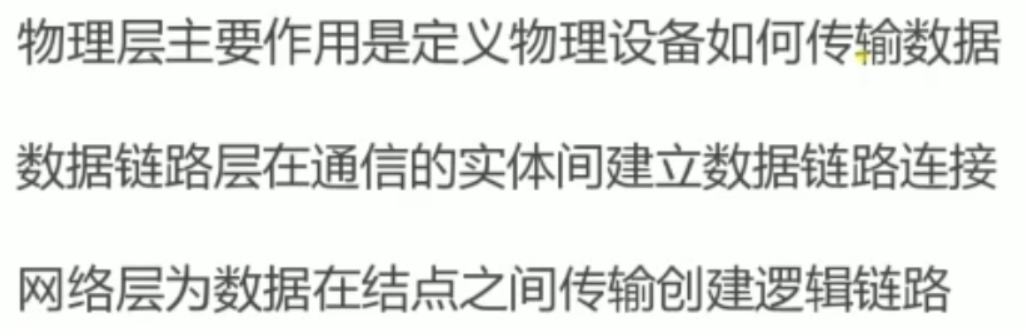 物理层主要作用是定义物理设备如何传输数据
数据链路层在通信的实体间建立数据链路连接
网络层为数据在结点之间传输创建逻辑链路